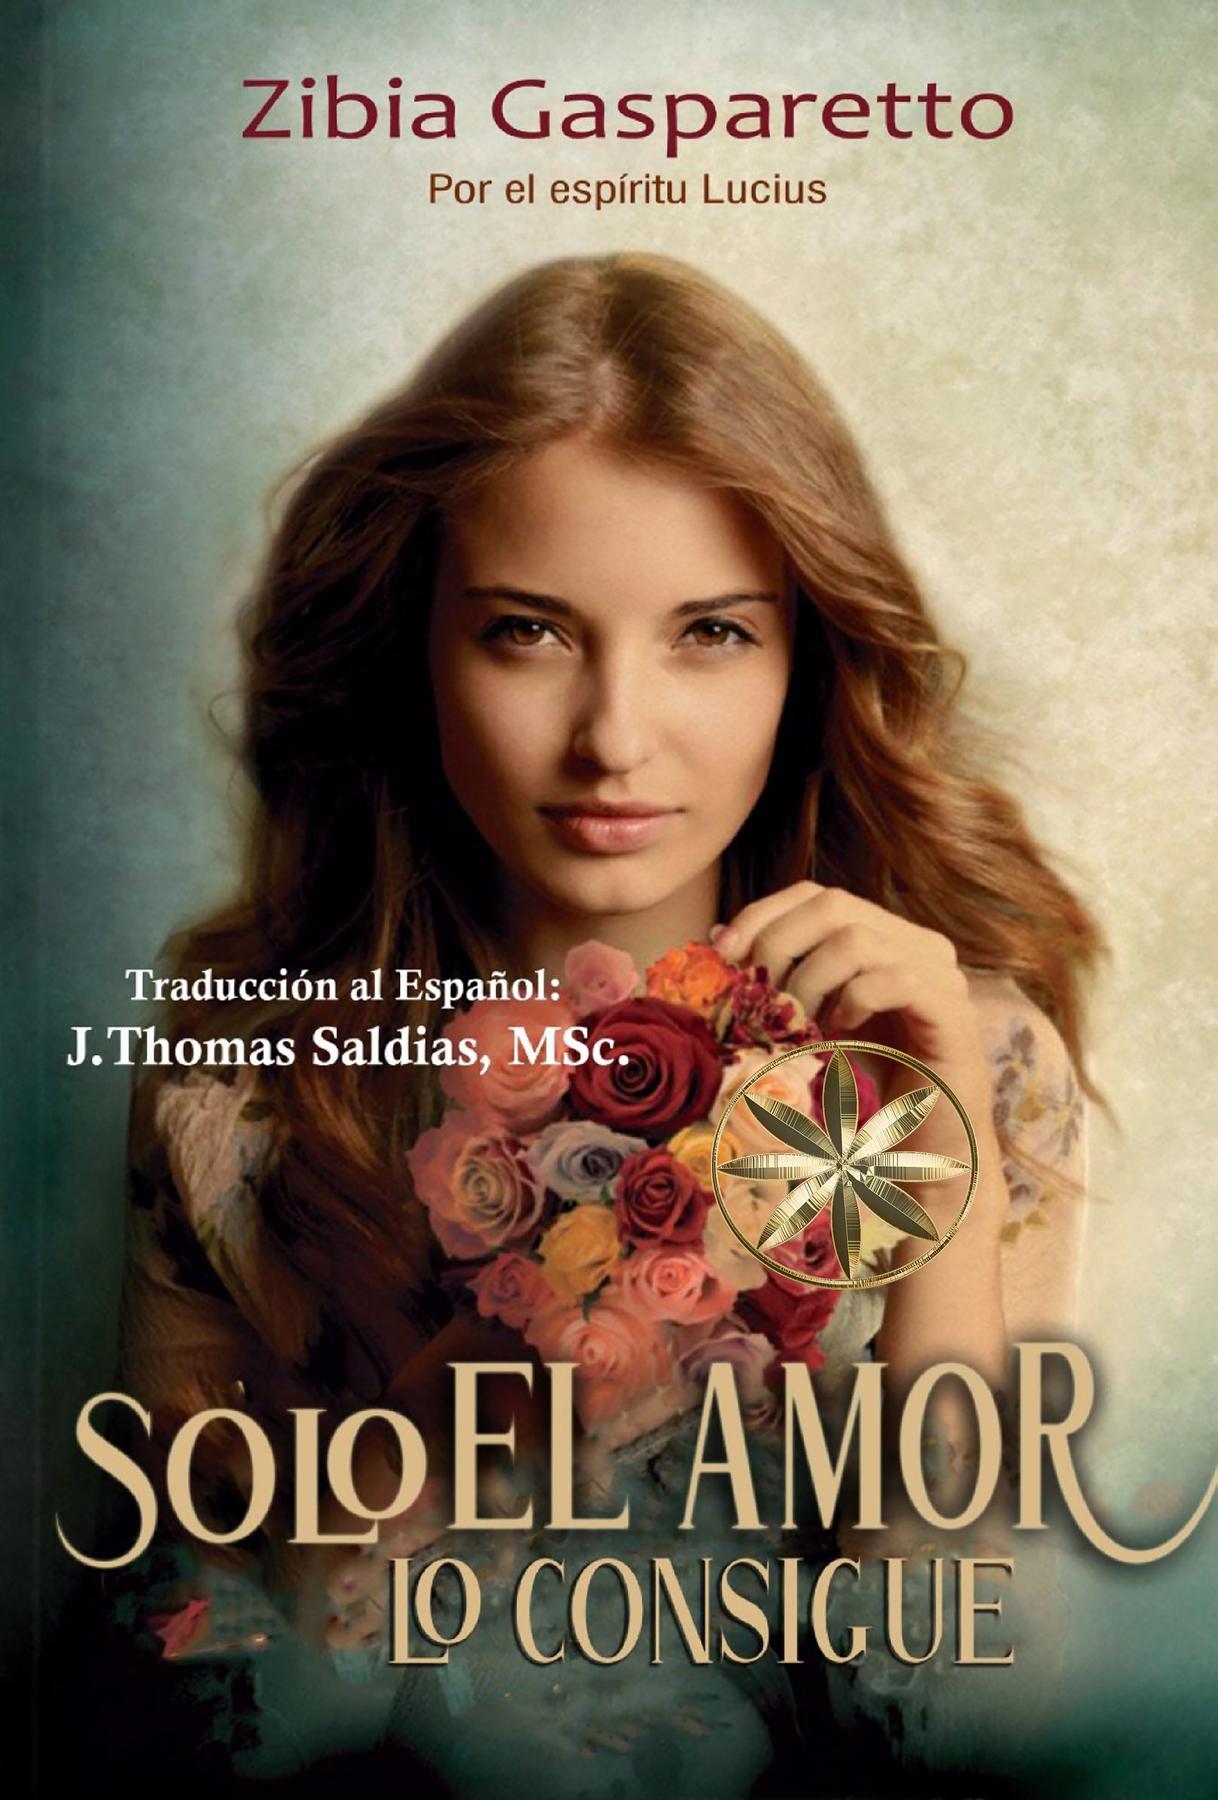 Zibia Gasparetto
Por el espíritu Lucius
Traducción al Español:
J.Thomas Saldias, MSc.
SOLO EL AMOR
LO CONSIGUE